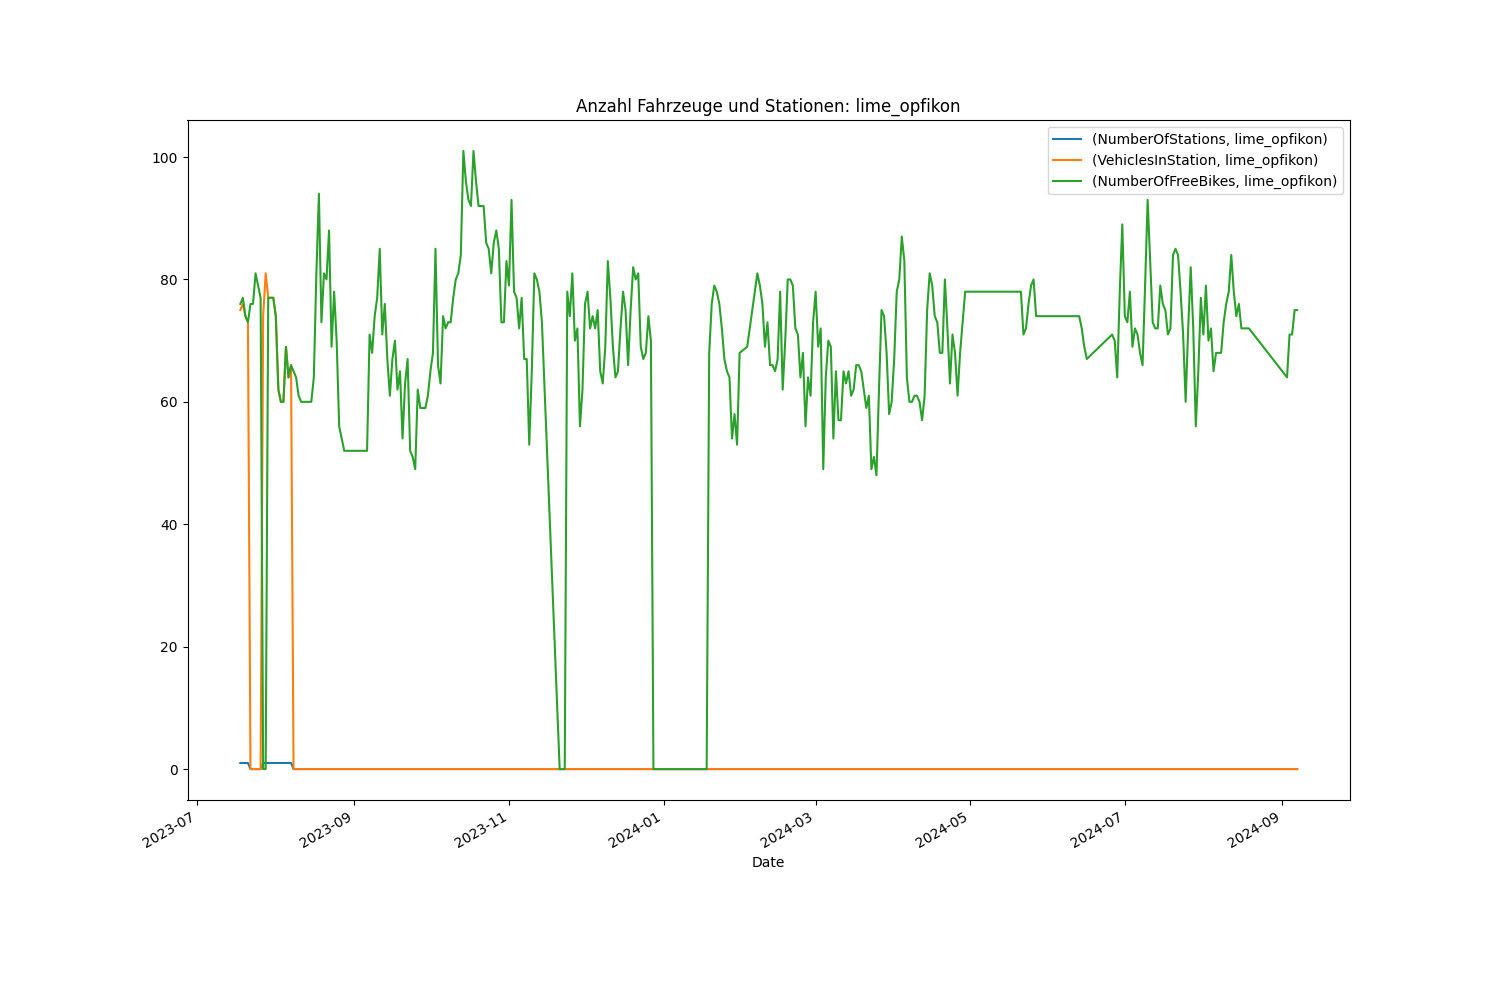 Anzahl Fahrzeuge und Stationen: lime_opfikon
(NumberOfStations, lime_opfikon)
(VehiclesInStation, lime_opfikon)
(NumberOfFreeBikes, lime_opfikon)
100
80
60
40
20
0
2023-07
2023-09
2023-11
2024-01
2024-03
2024-05
2024-07
2024-09
Date